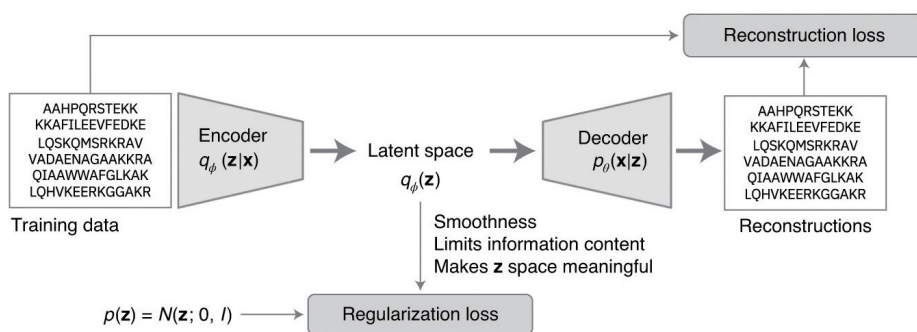 Reconstruction loss
AAHPQRSTEKK
KKAFILEEVFEDKE
LQSKQMSRKRAV
VADAENAGAAKKRA
QIAAWWAFGLKAK
LQHVKEERKGGAKR
Training data
Encoder
qϕ (z|x)
Latent space
qϕ(z)
Decoder
pθ(x|z)
AAHPQRSTEKK
KKAFILEEVFEDKE
LQSKQMSRKRAV
VADAENAGAAKKRA
QIAAWWAFGLKAK
LQHVKEERKGGAKR
Reconstructions
Smoothness
Limits information content
Makes z space meaningful
p(z) = N(z; 0, I)
Regularization loss